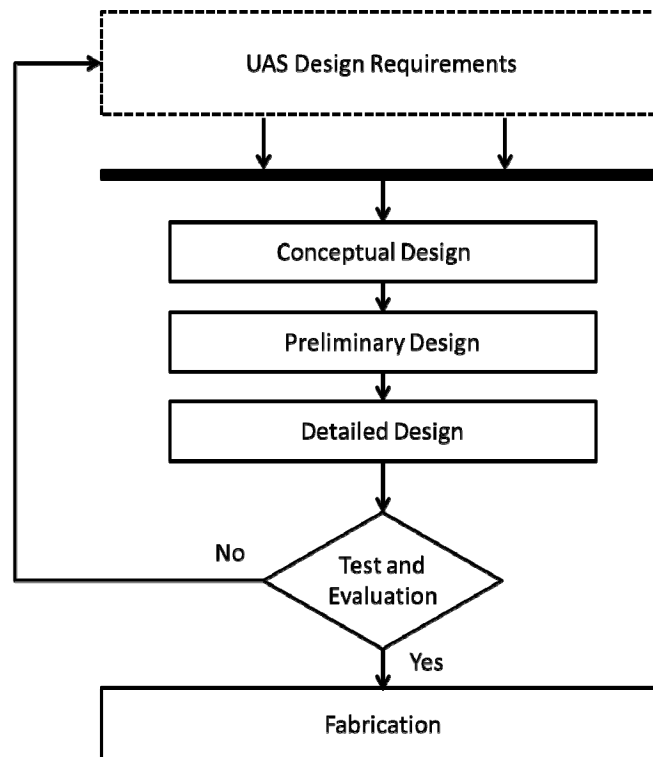 UAS Design Requirements
Conceptual Design
Preliminary Design
Detailed Design
No
Test and
Evaluation
Yes
Fabrication